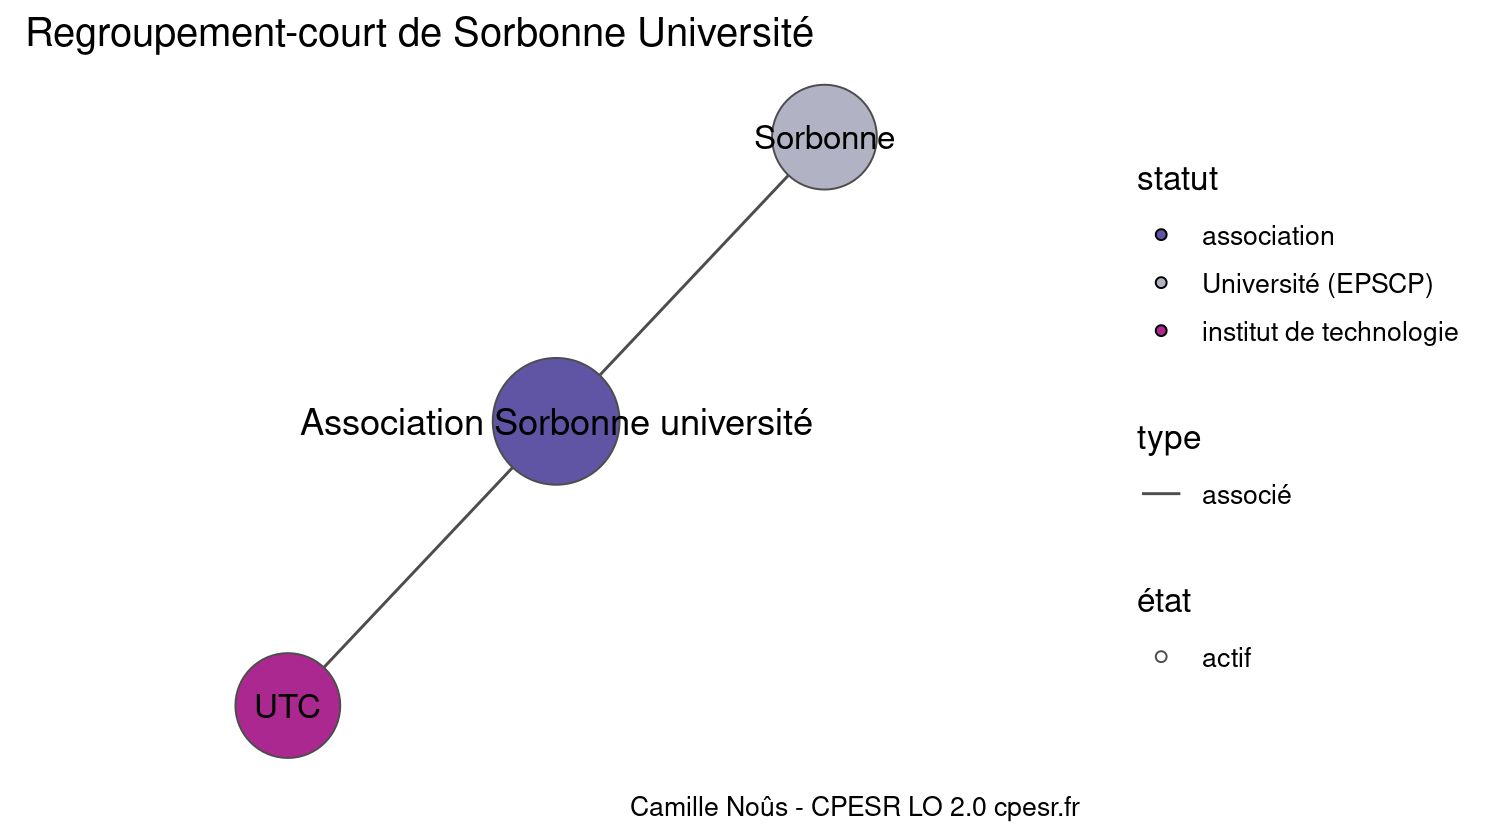 Regroupement-court de Sorbonne Université
Sorbonne
Association Sorbonne université
UTC
statut
association
Université (EPSCP)
institut de technologie
type
associé
état
actif
Camille Noûs - CPESR LO 2.0 cpesr.fr